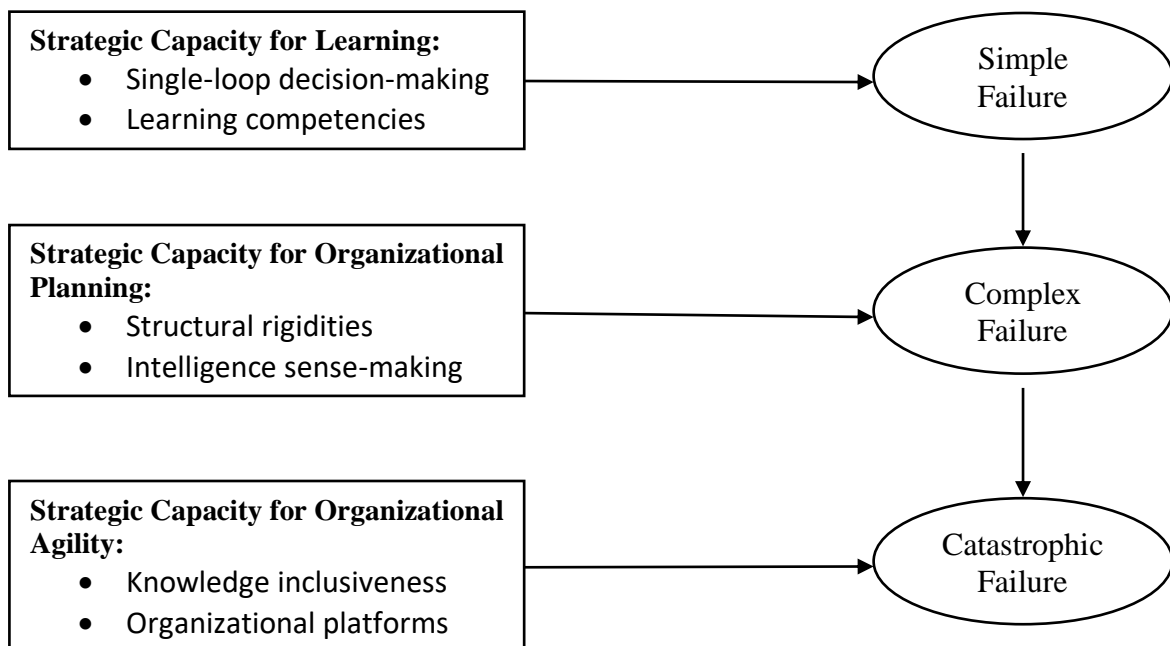 Strategic Capacity for Learning:
• Single-loop decision-making
• Learning competencies
Simple
Failure
Strategic Capacity for Organizational
Planning:
• Structural rigidities
• Intelligence sense-making
Complex
Failure
Strategic Capacity for Organizational
Agility:
• Knowledge inclusiveness
• Organizational platforms
Catastrophic
Failure